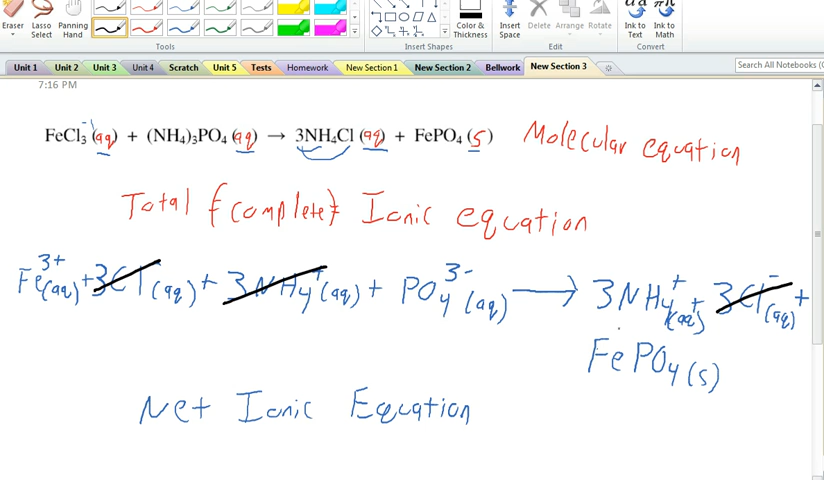 Eraser Lasso Select Panning Hand Tools Insert Shapes Color & Thickness Insert Space Delete Arrange Rotate Edit Ink to Text Ink to Math Convert
Unit 1 Unit 2 Unit 3 Unit 4 Scratch Unit 5 Tests Homework New Section 1 New Section 2 Bellwork New Section 3 Search All Notebooks (
7:16 PM
FeCl₃ (aq) + (NH₄)₃PO₄ (aq) → 3NH₄Cl (aq) + FePO₄ (s) Molecular equation
Total (complete) Ionic equation
Fe³⁺(aq) + 3Cl⁻(aq) + 3NH₄⁺(aq) + PO₄³⁻(aq) → 3NH₄⁺(aq) + 3Cl⁻(aq) +
FePO₄(s)
Net Ionic Equation